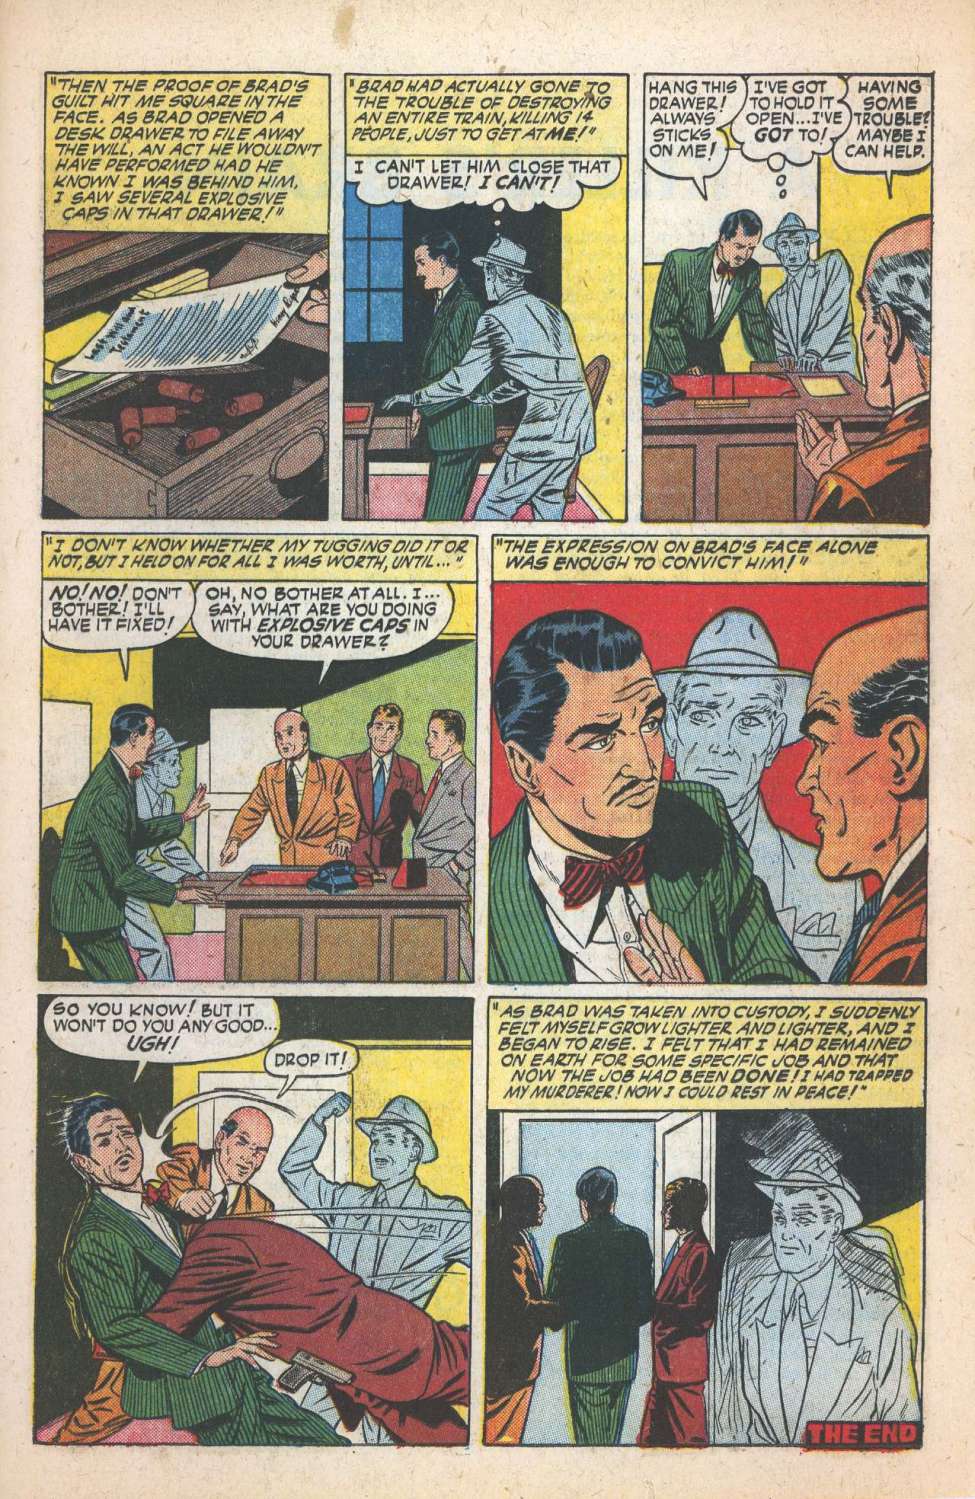 "THEN THE PROOF OF BRAD'S
GUILT HIT ME SQUARE IN THE
FACE. AS BRAD OPENED A
DESK DRAWER TO FILE AWAY
THE WILL, AN ACT HE WOULDN'T
HAVE PERFORMED HAD HE
KNOWN I WAS BEHIND HIM,
I SAW SEVERAL EXPLOSIVE
CAPS IN THAT DRAWER!"
last will and
testament
"BRAD HAD ACTUALLY GONE TO
THE TROUBLE OF DESTROYING
AN ENTIRE TRAIN, KILLING 14
PEOPLE, JUST TO GET AT ME!"
I CAN'T LET HIM CLOSE THAT
DRAWER! I CAN'T!
HANG THIS
DRAWER!
ALWAYS
STICKS
ON ME!
I'VE GOT
TO HOLD IT
OPEN...I'VE
GOT TO!
HAVING
SOME
TROUBLE?
MAYBE I
CAN HELP.
"I DON'T KNOW WHETHER MY TUGGING DID IT OR
NOT, BUT I HELD ON FOR ALL I WAS WORTH, UNTIL..."
NO! NO! DON'T
BOTHER! I'LL
HAVE IT FIXED!
OH, NO BOTHER AT ALL. I...
SAY, WHAT ARE YOU DOING
WITH EXPLOSIVE CAPS IN
YOUR DRAWER?
"THE EXPRESSION ON BRAD'S FACE ALONE
WAS ENOUGH TO CONVICT HIM!"
SO YOU KNOW! BUT IT
WON'T DO YOU ANY GOOD...
UGH!
DROP IT!
"AS BRAD WAS TAKEN INTO CUSTODY, I SUDDENLY
FELT MYSELF GROW LIGHTER AND LIGHTER, AND I
BEGAN TO RISE. I FELT THAT I HAD REMAINED
ON EARTH FOR SOME SPECIFIC JOB AND THAT
NOW THE JOB HAD BEEN DONE! I HAD TRAPPED
MY MURDERER! NOW I COULD REST IN PEACE!"
THE END